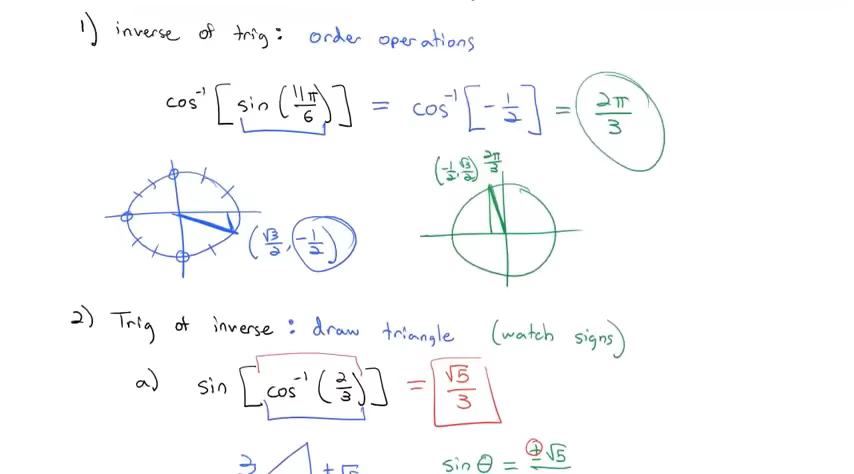 1) inverse of trig: order operations
cos⁻¹ [sin (11π/6)] = cos⁻¹ [-1/2] = 2π/3
(-1/2, √3/2) 2π/3
(√3/2, -1/2)
2) Trig of inverse: draw triangle (watch signs)
a) sin [cos⁻¹ (2/3)] = √5/3
3 ±√5 sin θ = ±√5